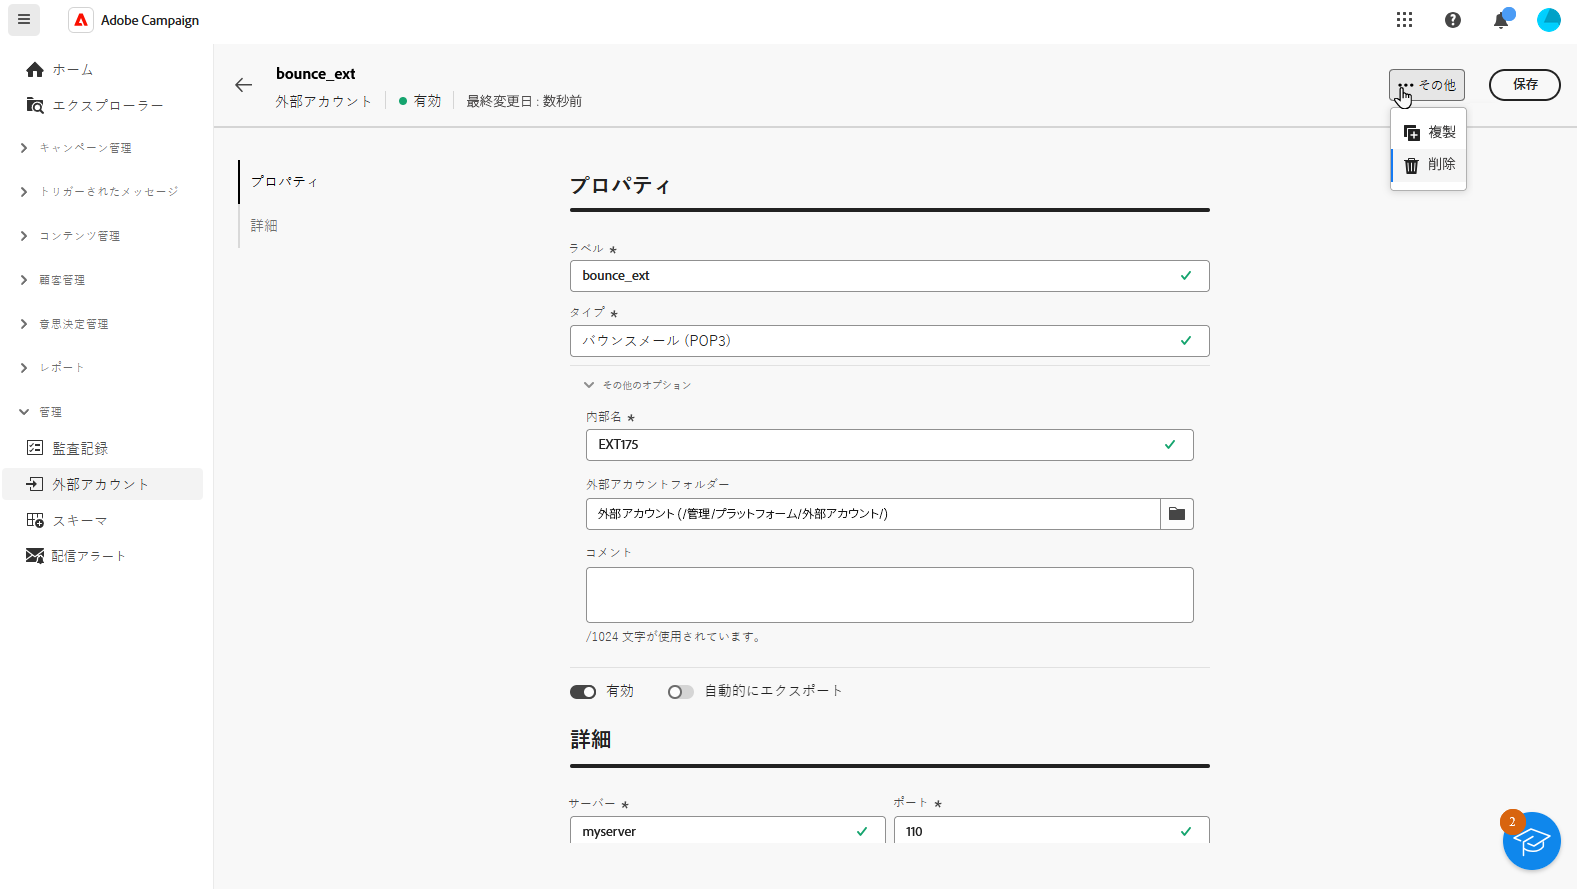 Adobe Campaign
ホーム
エクスプローラー
キャンペーン管理
トリガーされたメッセージ
コンテンツ管理
顧客管理
意思決定管理
レポート
管理
監査記録
外部アカウント
スキーマ
配信アラート
bounce_ext
外部アカウント 有効 最終変更日 : 数秒前
その他
保存
複製
削除
プロパティ
詳細
プロパティ
ラベル *
bounce_ext
タイプ *
バウンスメール (POP3)
その他のオプション
内部名 *
EXT175
外部アカウントフォルダー
外部アカウント (/管理/プラットフォーム/外部アカウント/)
コメント
/1024 文字が使用されています。
有効 自動的にエクスポート
詳細
サーバー * ポート *
myserver 110
2